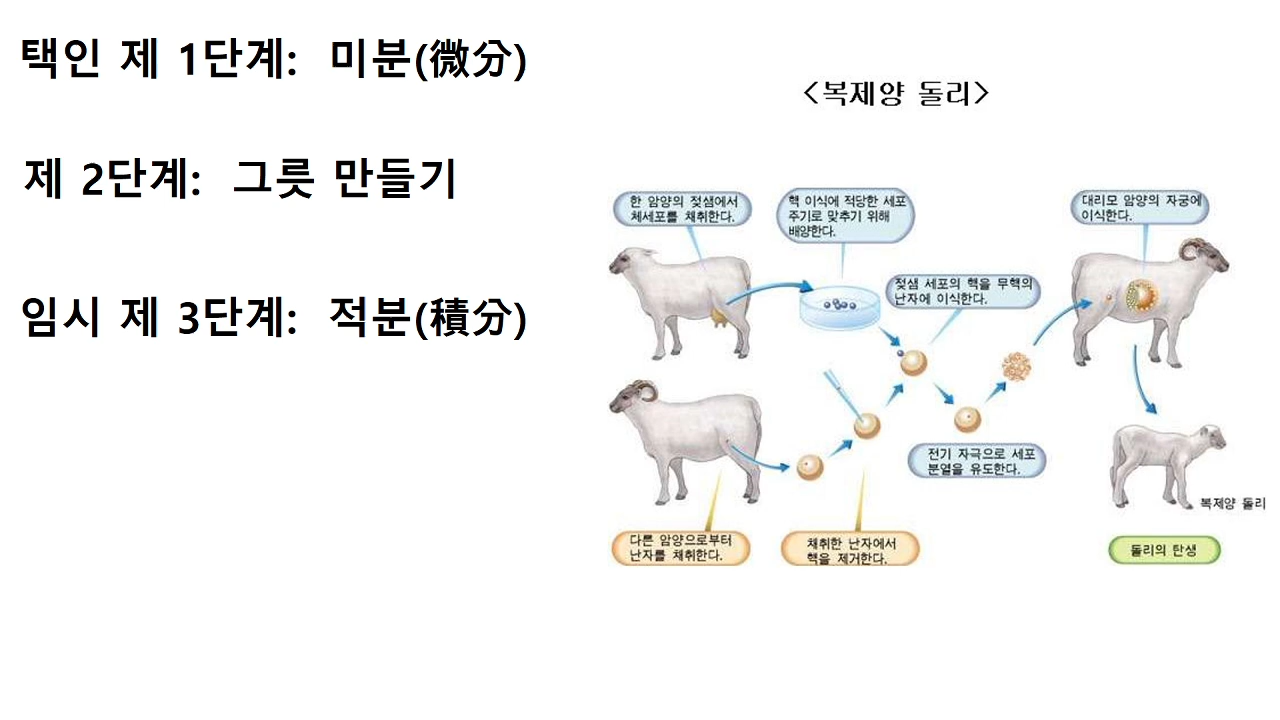 택인 제 1단계: 미분(微分)
제 2단계: 그릇 만들기
임시 제 3단계: 적분(積分)
<복제양 돌리>
한 암양의 젖샘에서
체세포를 채취한다.
핵 이식에 적당한 세포
주기로 맞추기 위해
배양한다.
젖샘 세포의 핵을 무핵의
난자에 이식한다.
대리모 암양의 자궁에
이식한다.
전기 자극으로 세포
분열을 유도한다.
복제양 돌리
다른 암양으로부터
난자를 채취한다.
채취한 난자에서
핵을 제거한다.
돌리의 탄생